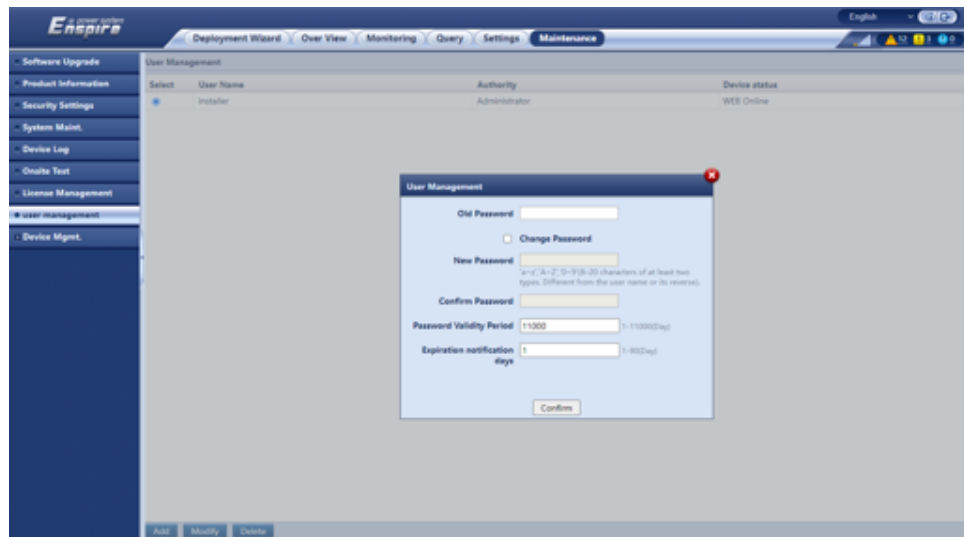 English
Enspire
Deployment Wizard Over View Monitoring Query Settings Maintenance
12 3 0
Software Upgrade
Product Information
Security Settings
System Maint.
Device Log
Onsite Test
License Management
user management
Device Mgmt.
User Management
Select User Name Authority Device status
installer Administrator WEB Online
User Management
Old Password
Change Password
New Password
'a~z','A~Z','0~9'(8-20 characters of at least two
types. Different from the user name or its reverse).
Confirm Password
Password Validity Period 11000 1-11000(Day)
Expiration notification 1 1-90(Day)
days
Confirm
Add Modify Delete